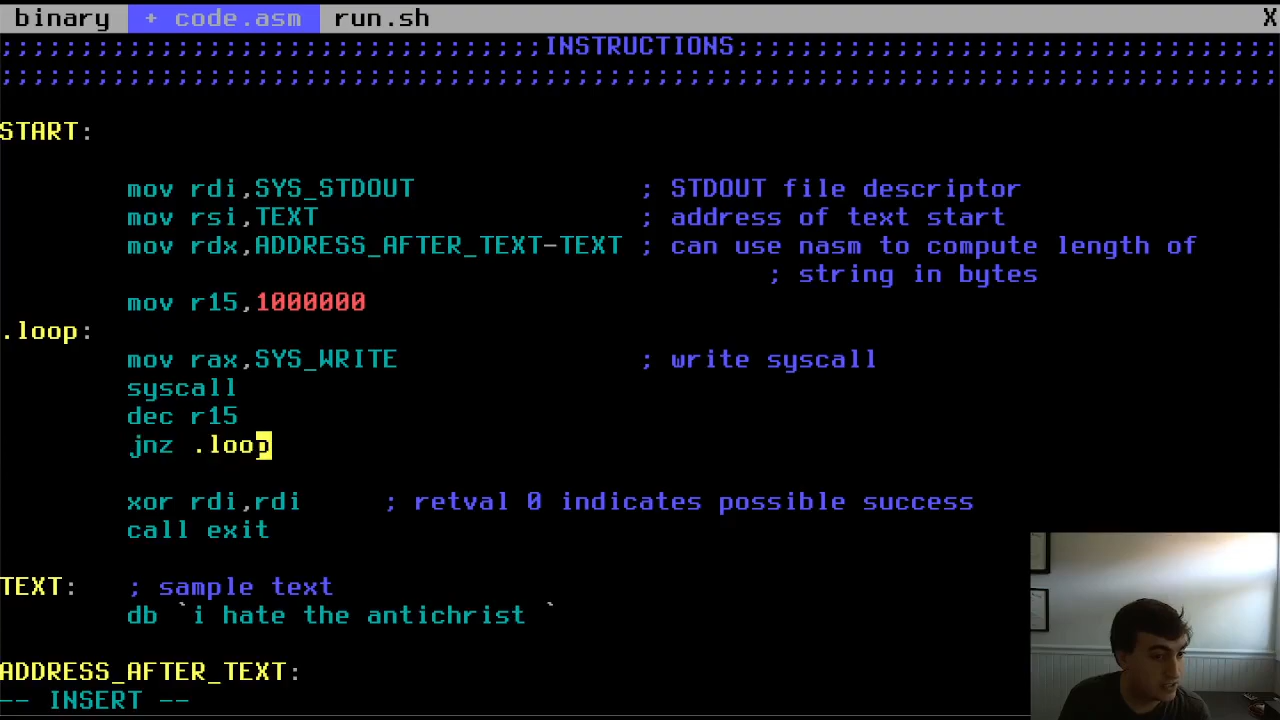 binary + code.asm run.sh X
;;;;;;;;;;;;;;;;;;;;;;;;;;;;;;;;;;INSTRUCTIONS;;;;;;;;;;;;;;;;;;;;;;;;;;;;;;;;;;
;;;;;;;;;;;;;;;;;;;;;;;;;;;;;;;;;;;;;;;;;;;;;;;;;;;;;;;;;;;;;;;;;;;;;;;;;;;;;;;;
START:
mov rdi,SYS_STDOUT ; STDOUT file descriptor
mov rsi,TEXT ; address of text start
mov rdx,ADDRESS_AFTER_TEXT-TEXT ; can use nasm to compute length of
; string in bytes
mov r15,1000000
.loop:
mov rax,SYS_WRITE ; write syscall
syscall
dec r15
jnz .loop
xor rdi,rdi ; retval 0 indicates possible success
call exit
TEXT: ; sample text
db `i hate the antichrist `
ADDRESS_AFTER_TEXT:
-- INSERT --